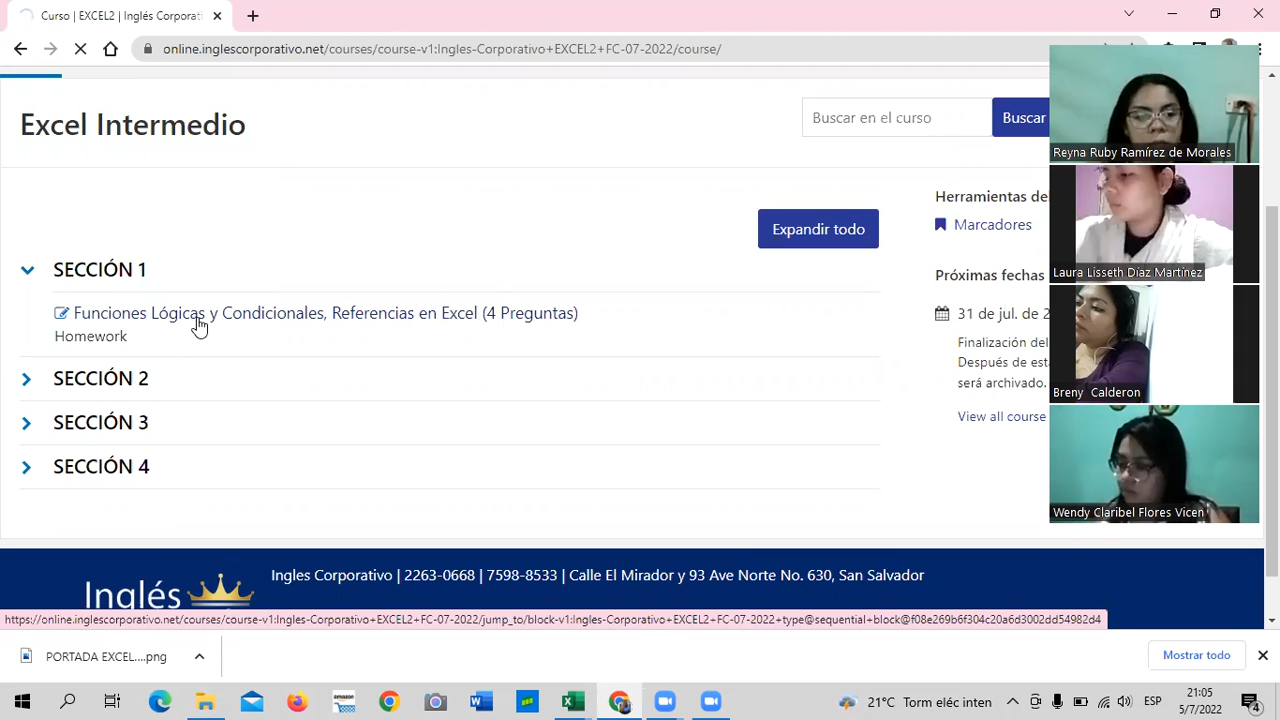 Curso | EXCEL2 | Inglés Corporati
online.inglescorporativo.net/courses/course-v1:Ingles-Corporativo+EXCEL2+FC-07-2022/course/
Excel Intermedio
Buscar en el curso
Buscar
Reyna Ruby Ramírez de Morales
Herramientas del
Expandir todo
Marcadores
SECCIÓN 1
Laura Lisseth Díaz Martínez
Próximas fechas
Funciones Lógicas y Condicionales, Referencias en Excel (4 Preguntas)
31 de jul. de 2
Homework
Finalización del
Después de est
será archivado.
SECCIÓN 2
Breny Calderon
View all course
SECCIÓN 3
SECCIÓN 4
Wendy Claribel Flores Vicen
Inglés
Ingles Corporativo | 2263-0668 | 7598-8533 | Calle El Mirador y 93 Ave Norte No. 630, San Salvador
https://online.inglescorporativo.net/courses/course-v1:Ingles-Corporativo+EXCEL2+FC-07-2022/jump_to/block-v1:Ingles-Corporativo+EXCEL2+FC-07-2022+type@sequential+block@f08e269b6f304c20a6d3002dd54982d4
PORTADA EXCEL....png
Mostrar todo
21°C Torm eléc inten
ESP
21:05
5/7/2022
4